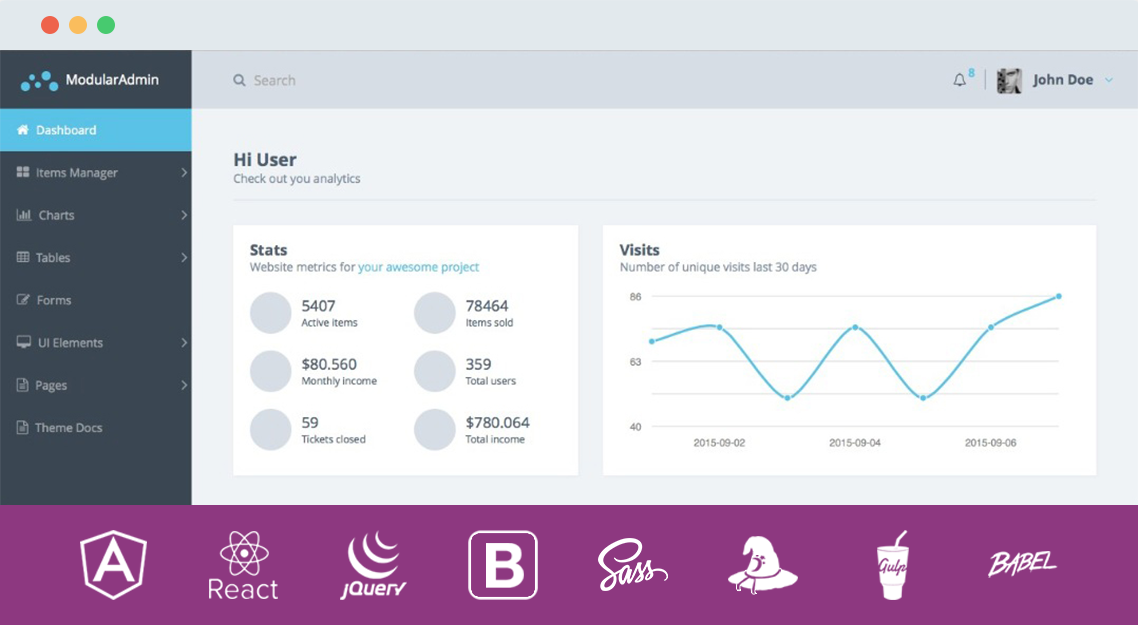 ModularAdmin
Search
8
John Doe
Dashboard
Items Manager
Charts
Tables
Forms
UI Elements
Pages
Theme Docs
Hi User
Check out you analytics
Stats
Website metrics for your awesome project
5407
Active items
78464
Items sold
$80.560
Monthly income
359
Total users
59
Tickets closed
$780.064
Total income
Visits
Number of unique visits last 30 days
86
63
40
2015-09-02 2015-09-04 2015-09-06
A
React
jQuery
B
Sass
Gulp
BABEL